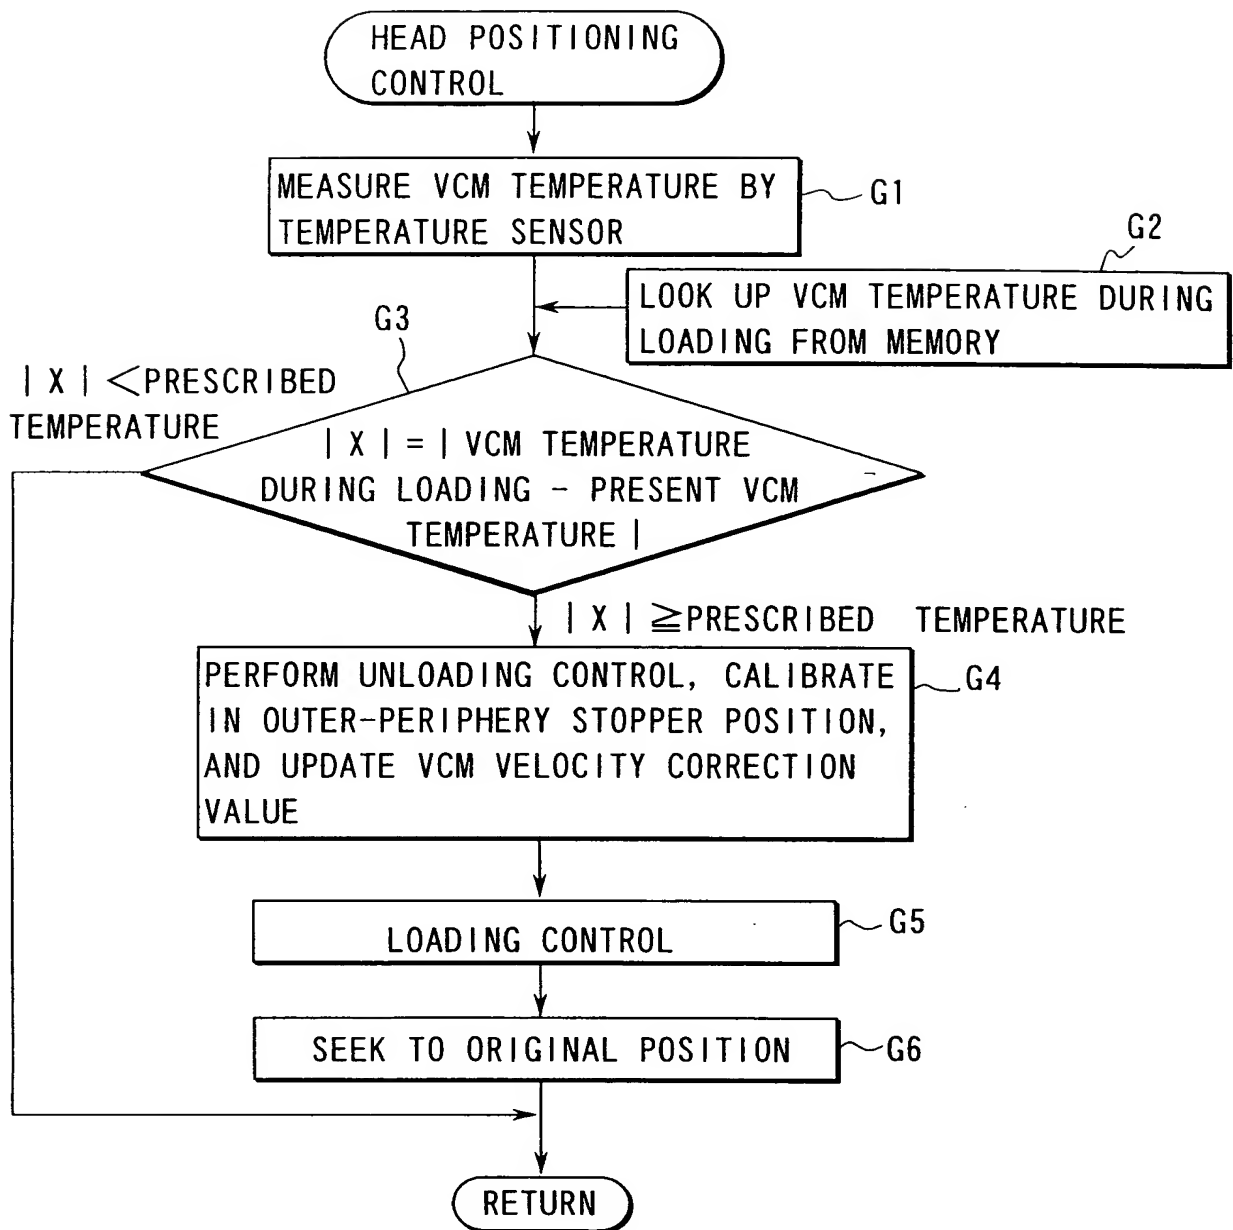 HEAD POSITIONING
CONTROL
MEASURE VCM TEMPERATURE BY
TEMPERATURE SENSOR
G1
G2
LOOK UP VCM TEMPERATURE DURING
LOADING FROM MEMORY
G3
| X | <PRESCRIBED
TEMPERATURE
| X | = | VCM TEMPERATURE
DURING LOADING - PRESENT VCM
TEMPERATURE |
| X | ≧PRESCRIBED TEMPERATURE
PERFORM UNLOADING CONTROL, CALIBRATE
IN OUTER-PERIPHERY STOPPER POSITION,
AND UPDATE VCM VELOCITY CORRECTION
VALUE
G4
LOADING CONTROL
G5
SEEK TO ORIGINAL POSITION
G6
RETURN